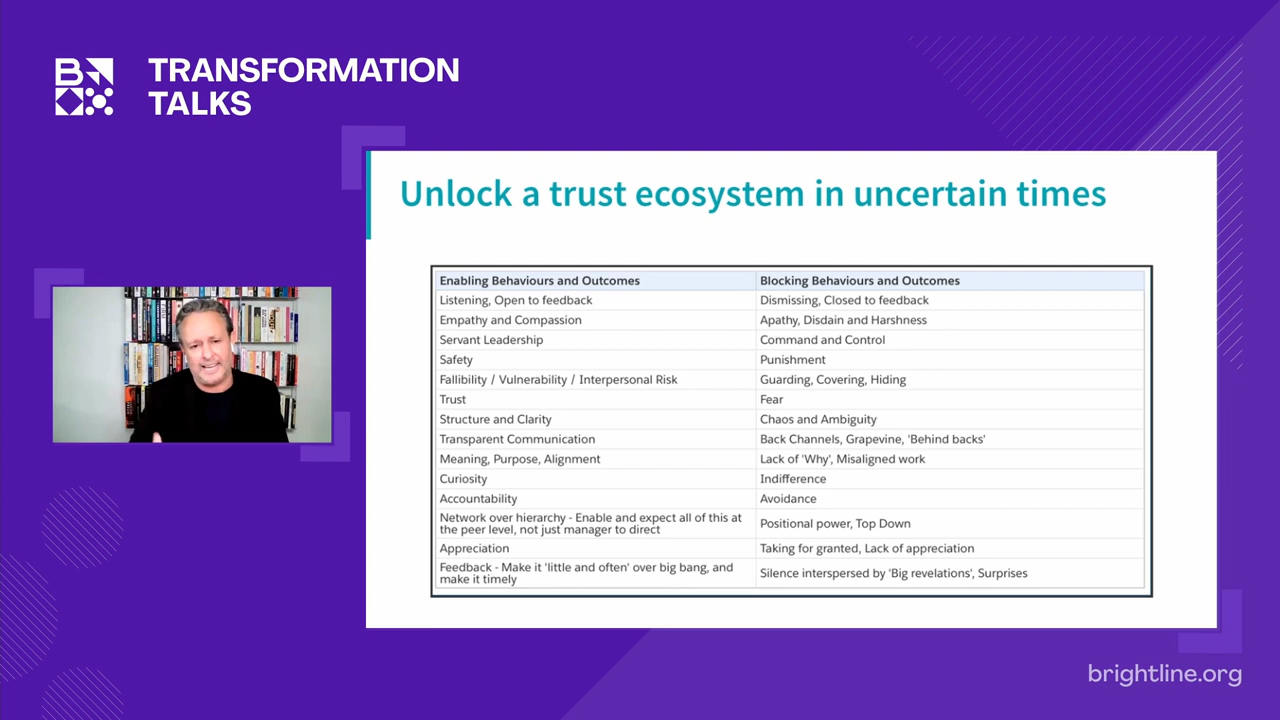 TRANSFORMATION
TALKS
Unlock a trust ecosystem in uncertain times
Enabling Behaviours and Outcomes
Blocking Behaviours and Outcomes
Listening, Open to feedback
Dismissing, Closed to feedback
Empathy and Compassion
Apathy, Disdain and Harshness
Servant Leadership
Command and Control
Safety
Punishment
Fallibility / Vulnerability / Interpersonal Risk
Guarding, Covering, Hiding
Trust
Fear
Structure and Clarity
Chaos and Ambiguity
Transparent Communication
Back Channels, Grapevine, 'Behind backs'
Meaning, Purpose, Alignment
Lack of 'Why', Misaligned work
Curiosity
Indifference
Accountability
Avoidance
Network over hierarchy - Enable and expect all of this at
the peer level, not just manager to direct
Positional power, Top Down
Appreciation
Taking for granted, Lack of appreciation
Feedback - Make it 'little and often' over big bang, and
make it timely
Silence interspersed by 'Big revelations', Surprises
brightline.org